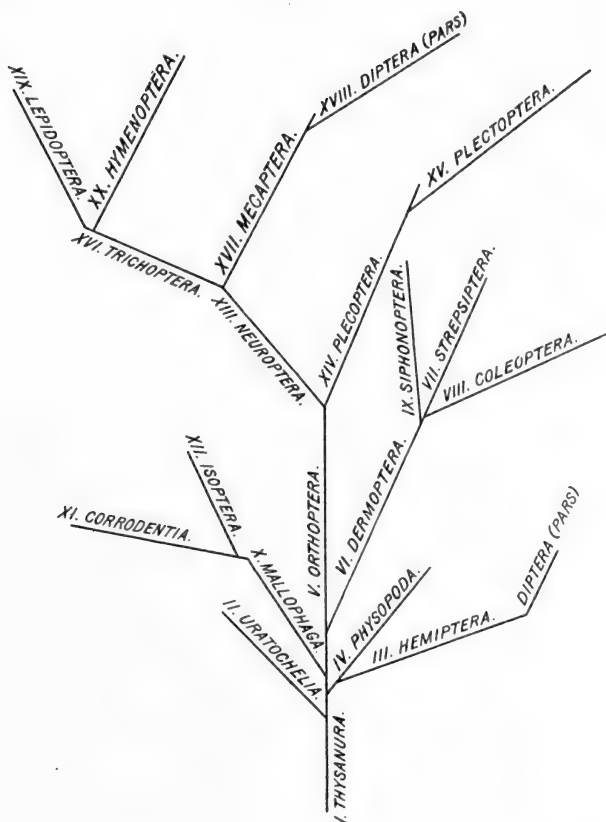 XIX. LEPIDOPTERA.
XX. HYMENOPTERA.
XVIII. DIPTERA (PARS)
XVII. MECAPTERA.
XV. PLECTOPTERA.
XVI. TRICHOPTERA.
XIII. NEUROPTERA.
XIV. PLECOPTERA.
IX. SIPHONOPTERA.
VII. STREPSIPTERA.
VIII. COLEOPTERA.
XII. ISOPTERA.
XI. CORRODENTIA.
X. MALLOPHAGA.
V. ORTHOPTERA.
VI. DERMOPTERA.
DIPTERA (PARS)
II. URATOCHELIA.
IV. PHYSOPODA.
III. HEMIPTERA.
I. THYSANURA.